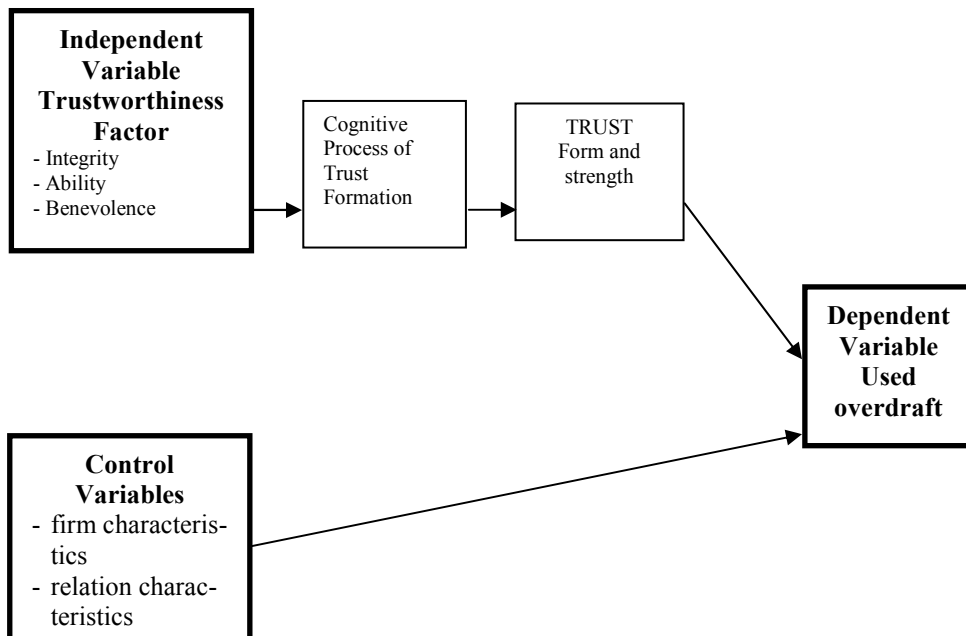 Independent
Variable
Trustworthiness
Factor
- Integrity
- Ability
- Benevolence
Cognitive
Process of
Trust
Formation
TRUST
Form and
strength
Dependent
Variable
Used
overdraft
Control
Variables
- firm characteris-
tics
- relation charac-
teristics